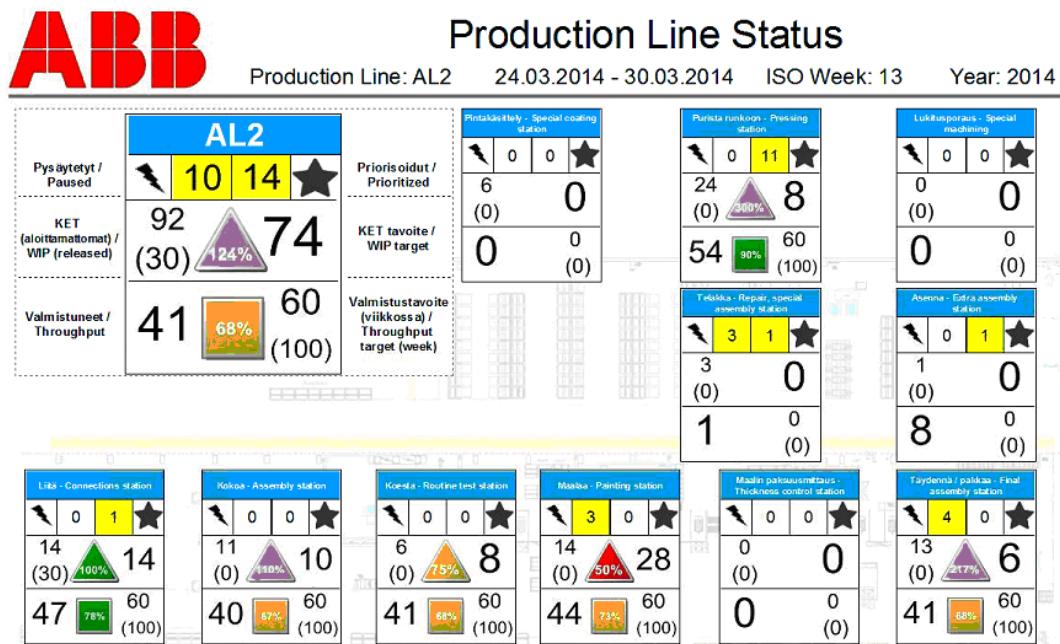 ABB
Production Line Status
Production Line: AL2 24.03.2014 - 30.03.2014 ISO Week: 13 Year: 2014
Pysäytetyt /
Paused
KET
(aloittamattomat) /
WIP (released)
Valmistuneet /
Throughput
AL2
10 14
92
(30)
124%
74
41
68%
60
(100)
Priorisoidut /
Prioritized
KET tavoite /
WIP target
Valmistustavoite
(viikkossa) /
Throughput
target (week)
Pintakäsittely - Special coating
station
0 0
6
(0)
0
0
0
(0)
Purista runkoon - Pressing
station
0 11
24
(0)
300%
8
54
90%
60
(100)
Lukitusporaus - Special
machining
0 0
0
(0)
0
0
0
(0)
Telakka - Repair, special
assembly station
3 1
3
(0)
0
1
0
(0)
Asenna - Extra assembly
station
0 1
1
(0)
0
8
0
(0)
Liitä - Connections station
0 1
14
(30)
100%
14
47
78%
60
(100)
Kokoa - Assembly station
0 0
11
(0)
110%
10
40
67%
60
(100)
Koesta - Routine test station
0 0
6
(0)
75%
8
41
68%
60
(100)
Maalaa - Painting station
3 0
14
(0)
50%
28
44
73%
60
(100)
Maalin paksuusmittaus -
Thickness control station
0 0
0
(0)
0
0
0
(0)
Täydennä / pakkaa - Final
assembly station
4 0
13
(0)
217%
6
41
68%
60
(100)